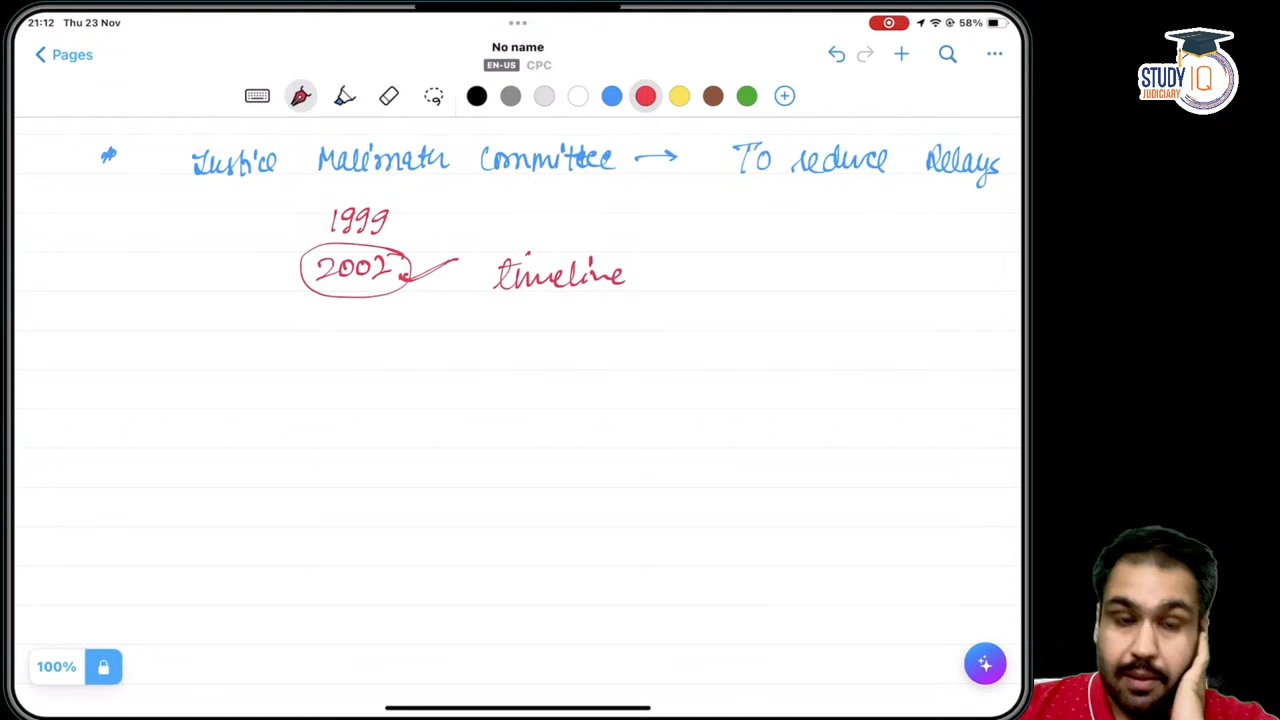 21:12 Thu 23 Nov
58%
Pages
No name
EN-US CPC
STUDY IQ
JUDICIARY
* Justice Malimath Committee → To reduce Delays
1999
2002 timeline
100%